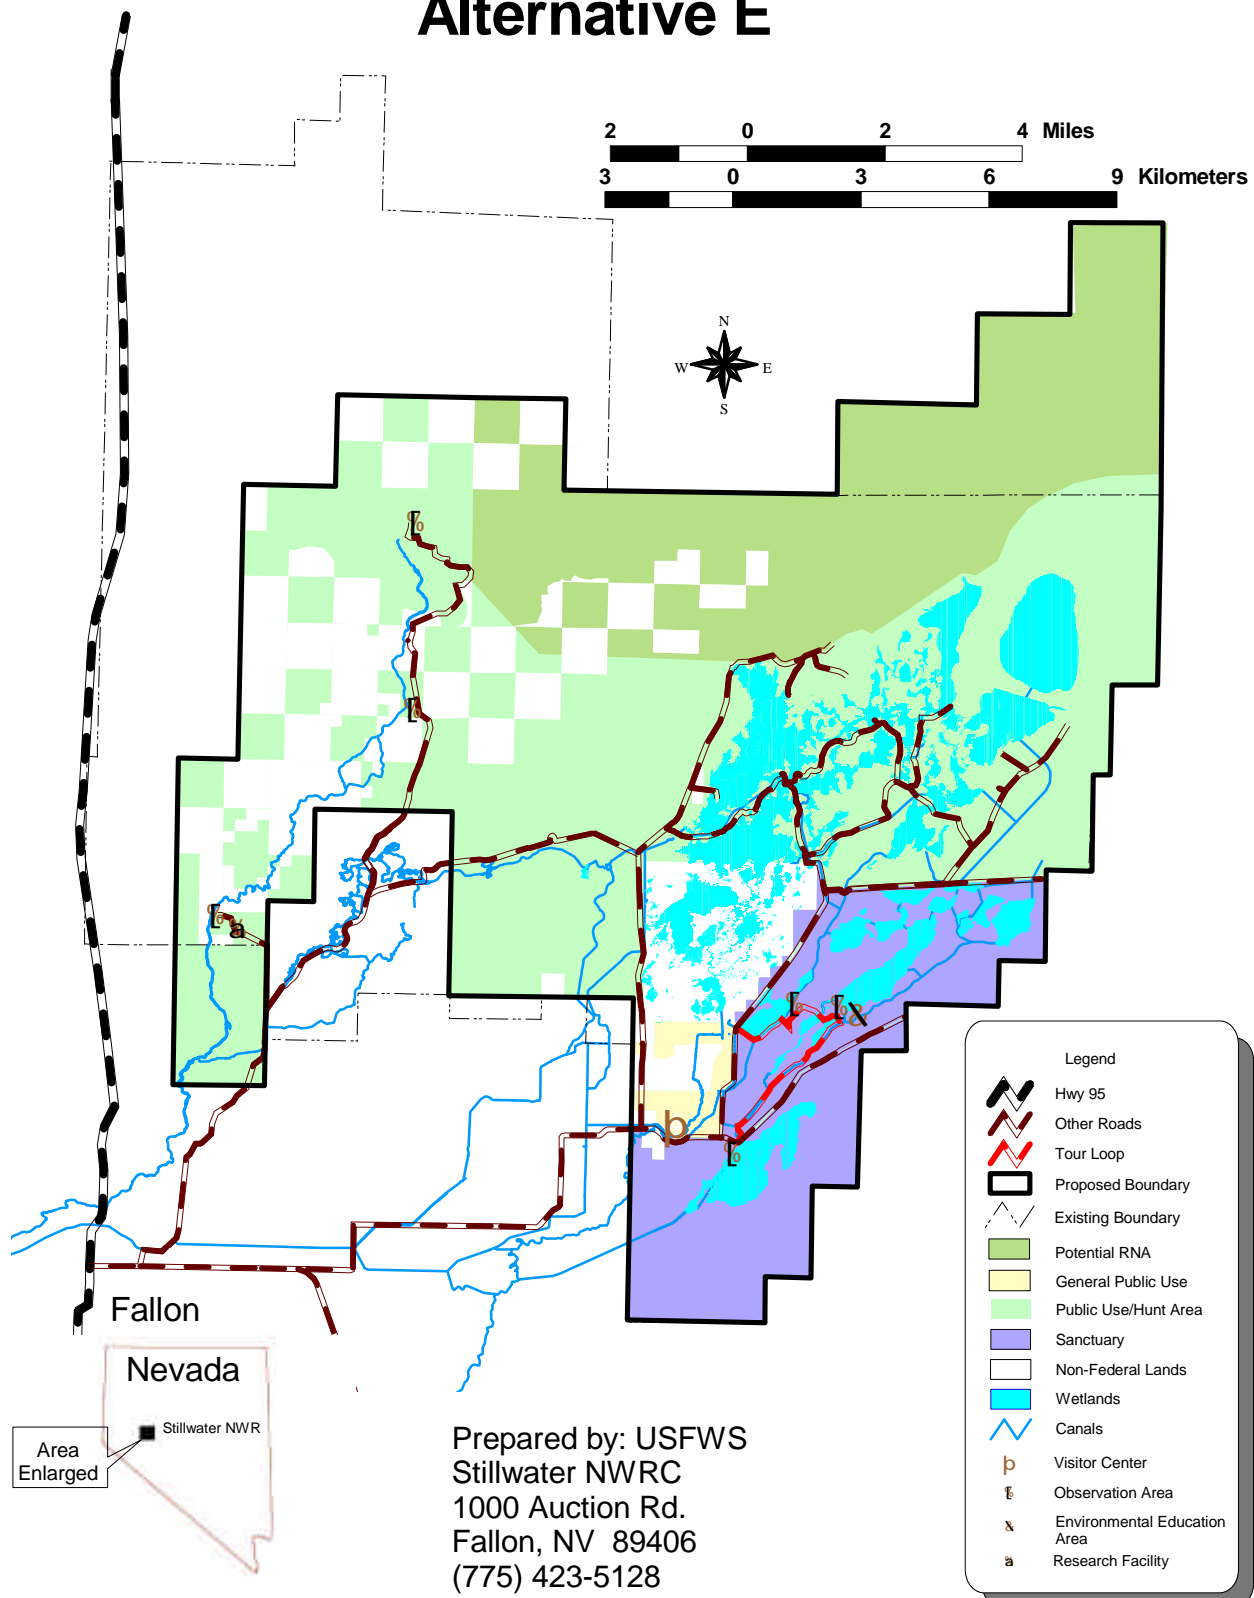 Alternative E
2 0 2 4 Miles
3 0 3 6 9 Kilometers
N
W E
S
Legend
Hwy 95
Other Roads
Tour Loop
Proposed Boundary
Existing Boundary
Potential RNA
General Public Use
Public Use/Hunt Area
Sanctuary
Non-Federal Lands
Wetlands
Canals
Visitor Center
Observation Area
Environmental Education
Area
Research Facility
Fallon
Nevada
Stillwater NWR
Area
Enlarged
Prepared by: USFWS
Stillwater NWRC
1000 Auction Rd.
Fallon, NV 89406
(775) 423-5128